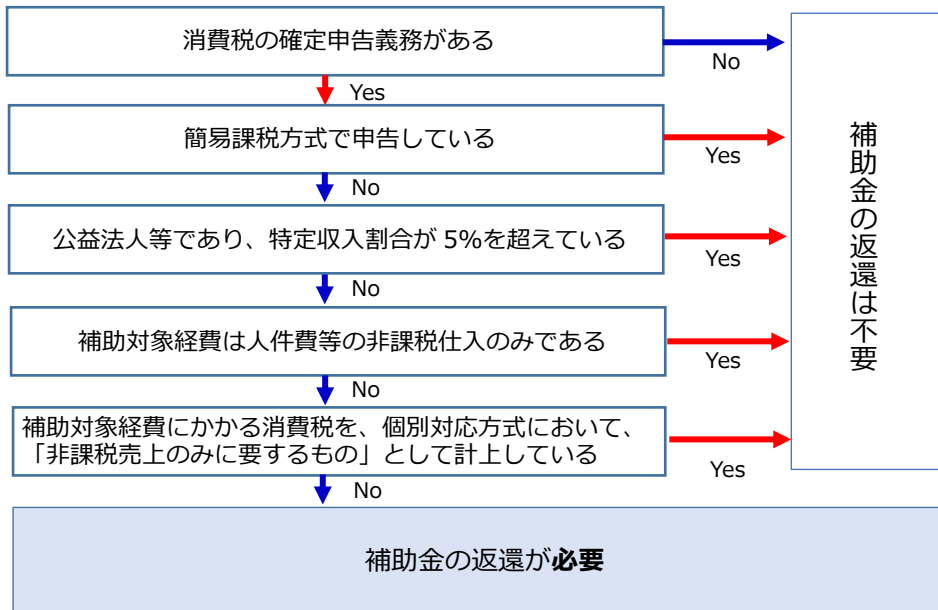 消費税の確定申告義務がある
No
Yes
簡易課税方式で申告している
Yes
No
公益法人等であり、特定収入割合が 5%を超えている
Yes
No
補助対象経費は人件費等の非課税仕入のみである
Yes
No
補助対象経費にかかる消費税を、個別対応方式において、
「非課税売上のみに要するもの」として計上している
Yes
No
補助金の返還は不要
補助金の返還が必要